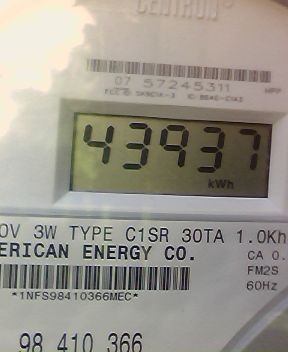 CENTRON®
07 57245311
43937
kWh
0V 3W TYPE C1SR 30TA 1.0Kh
ERICAN ENERGY CO.
CA 0.
FM2S
*1NFS98410366MEC*
60Hz
98 410 366